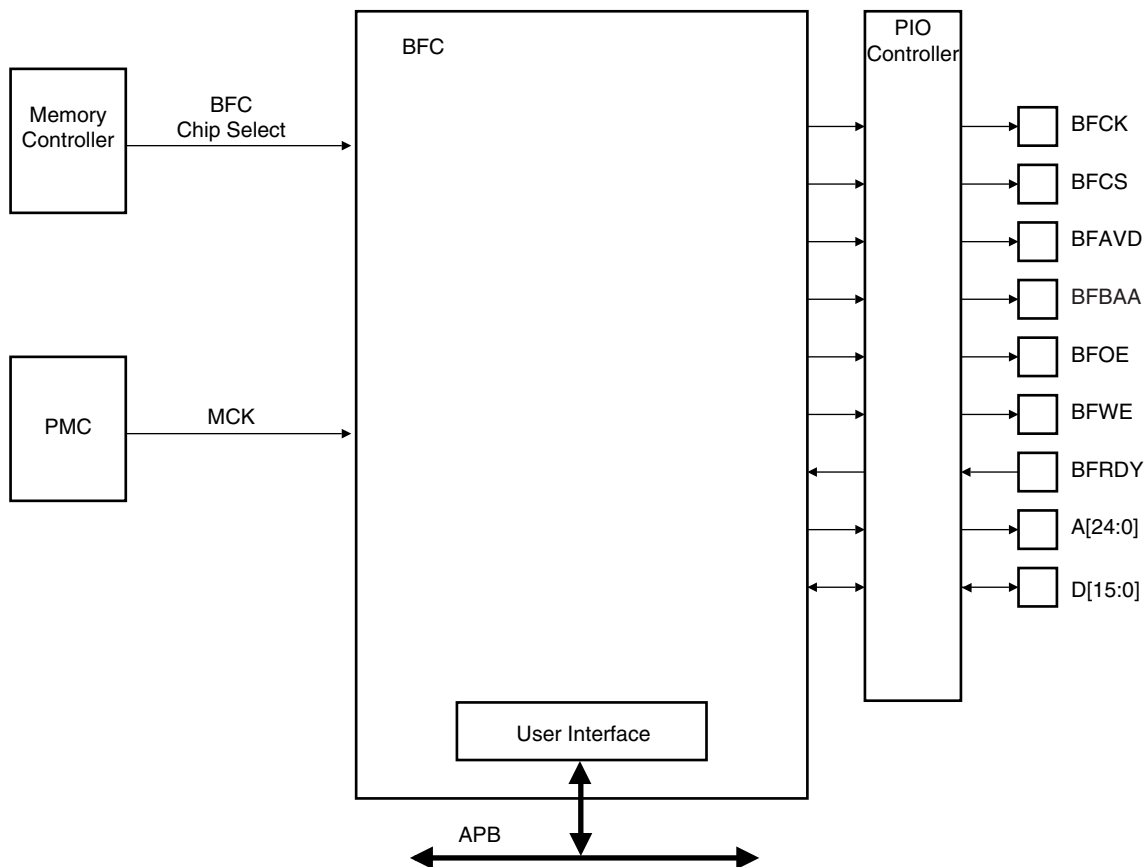 BFC
PIO
Controller
Memory
Controller
BFC
Chip Select
PMC
MCK
BFCK
BFCS
BFAVD
BFBAA
BFOE
BFWE
BFRDY
A[24:0]
D[15:0]
User Interface
APB